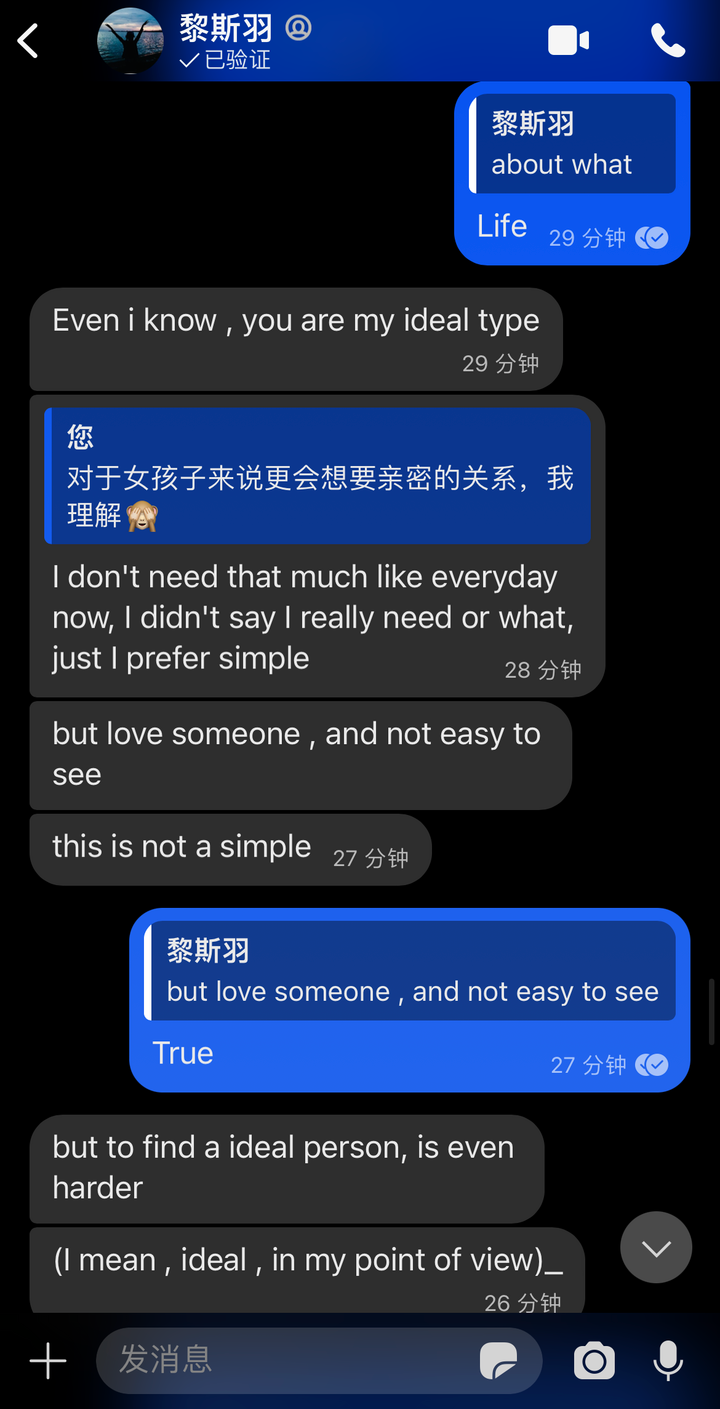 黎斯羽
已验证
黎斯羽
about what
Life 29 分钟
Even i know , you are my ideal type
29 分钟
您
对于女孩子来说更会想要亲密的关系，我
理解🙈
I don't need that much like everyday
now, I didn't say I really need or what,
just I prefer simple 28 分钟
but love someone , and not easy to
see
this is not a simple 27 分钟
黎斯羽
but love someone , and not easy to see
True 27 分钟
but to find a ideal person, is even
harder
(I mean , ideal , in my point of view)_
26 分钟
发消息